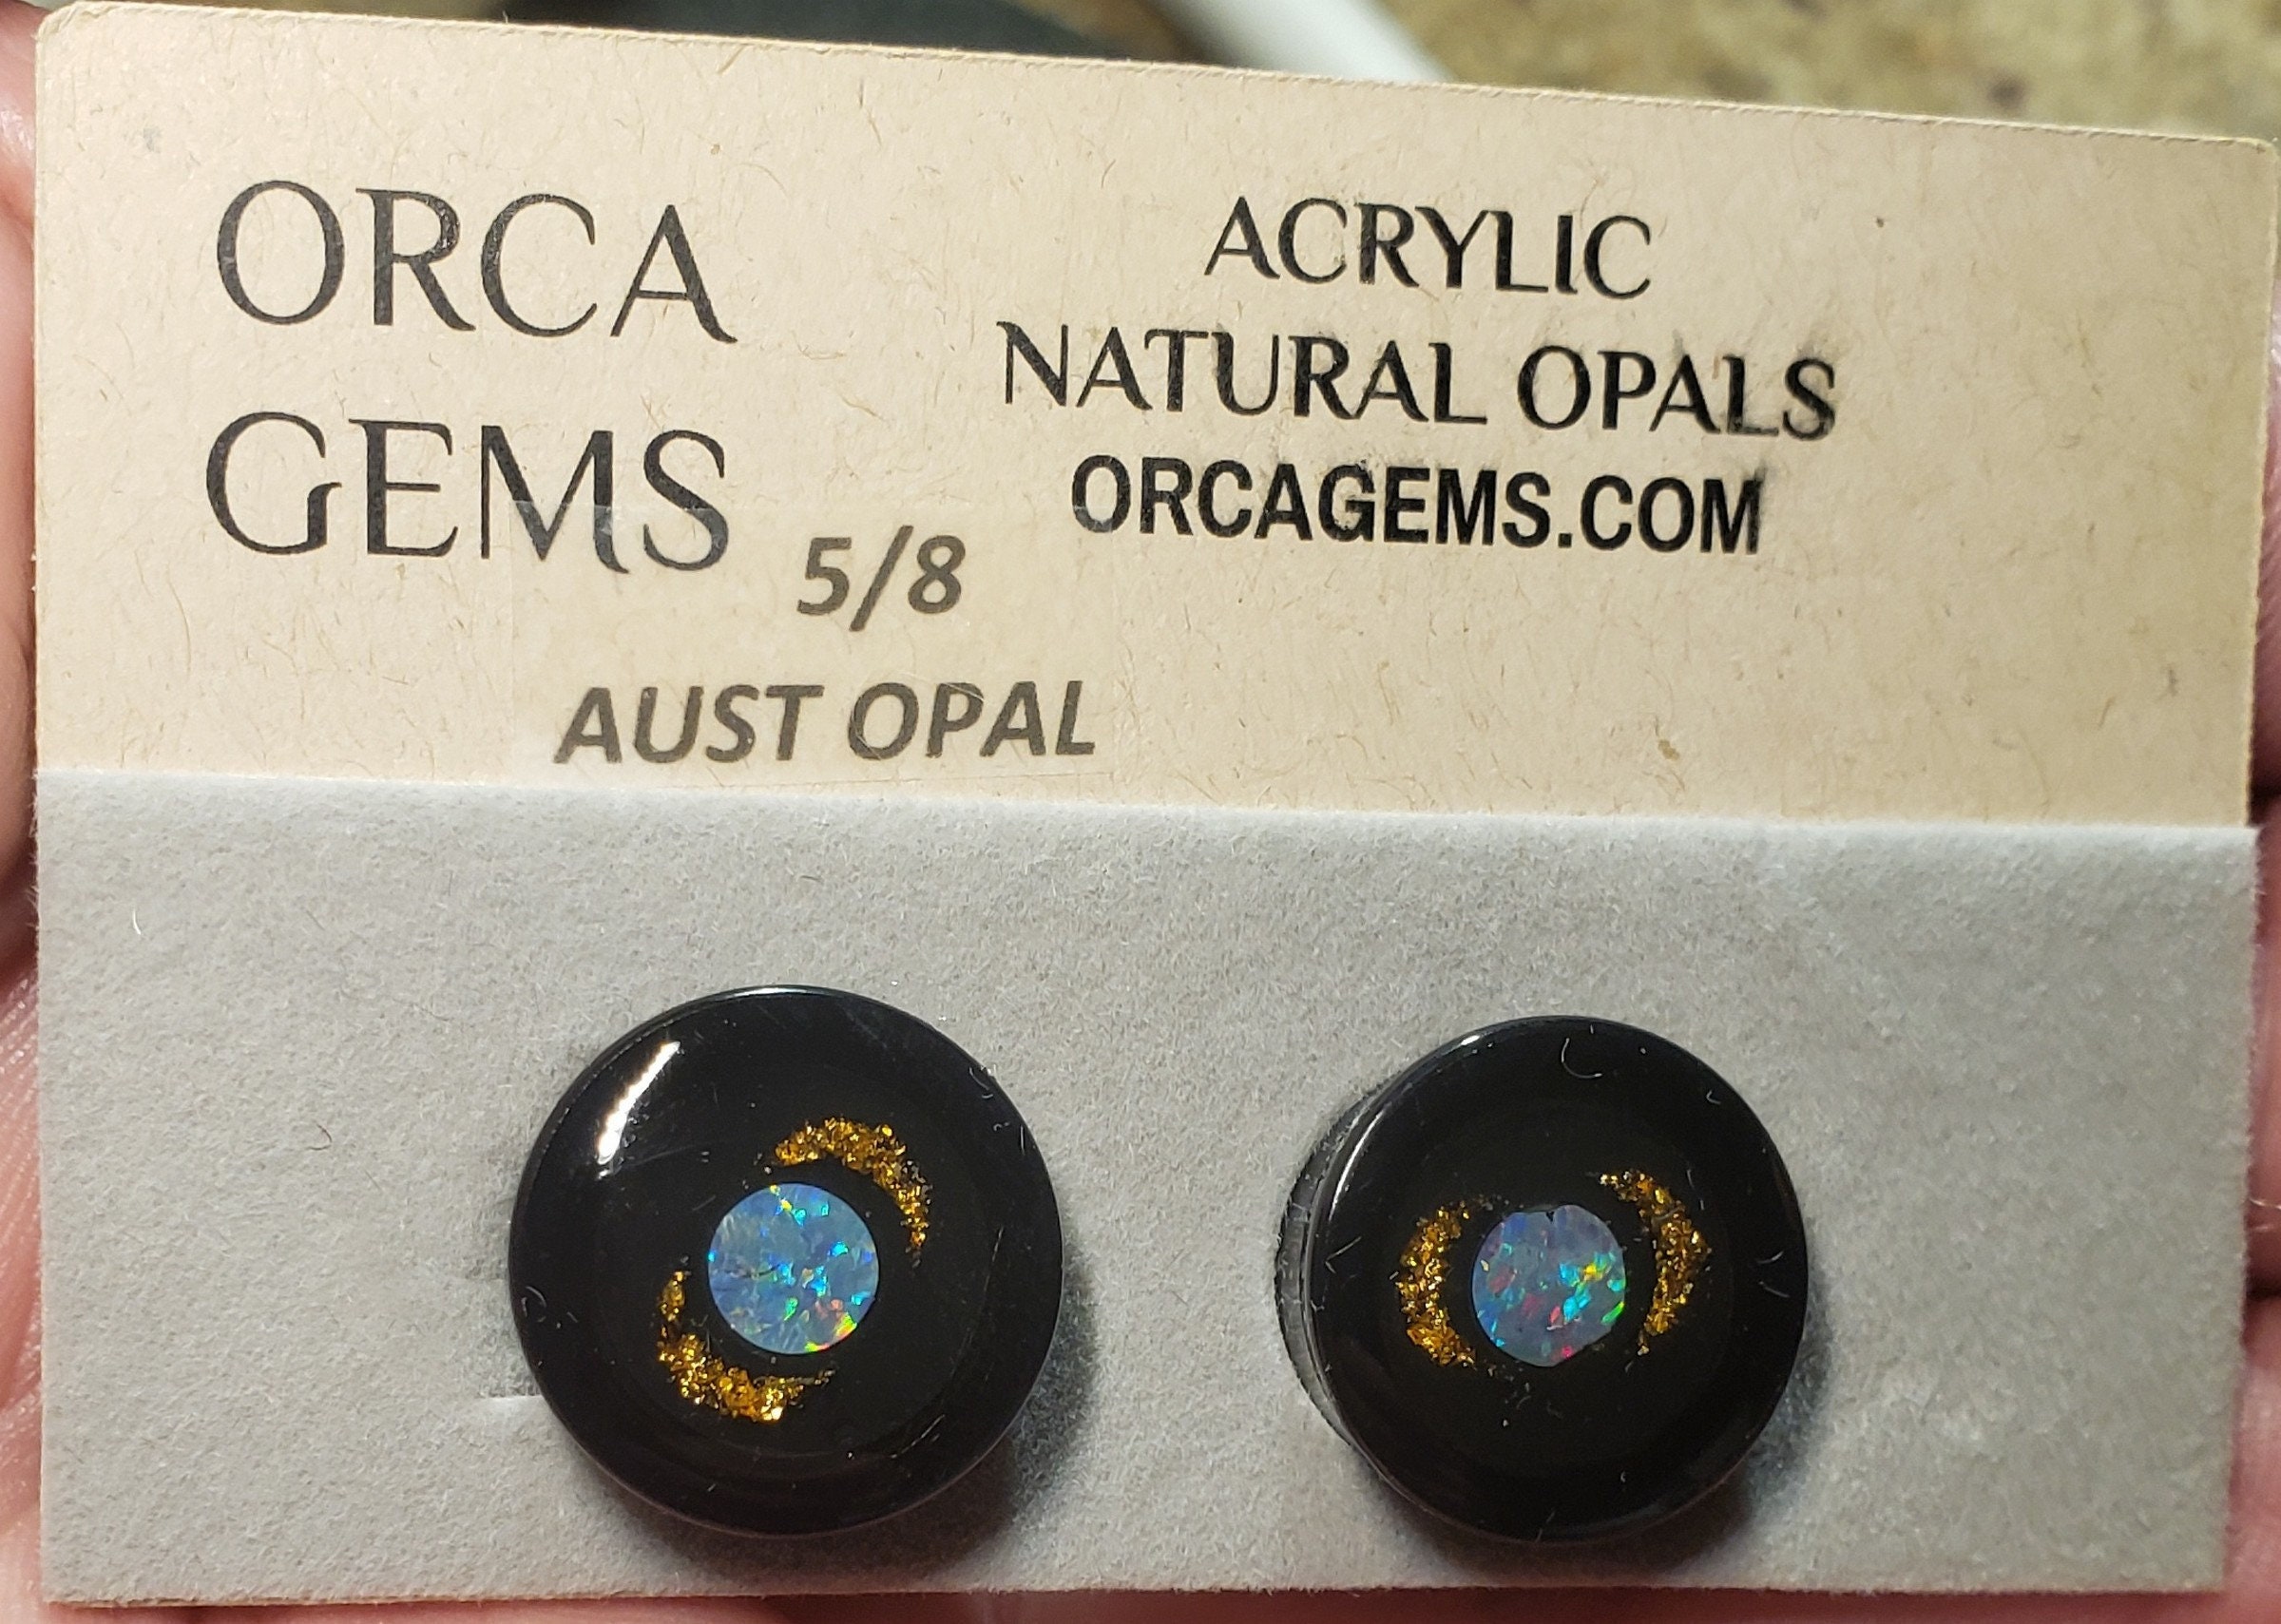 ORCA
GEMS
ACRYLIC
NATURAL OPALS
ORCAGEMS.COM
5/8
AUST OPAL